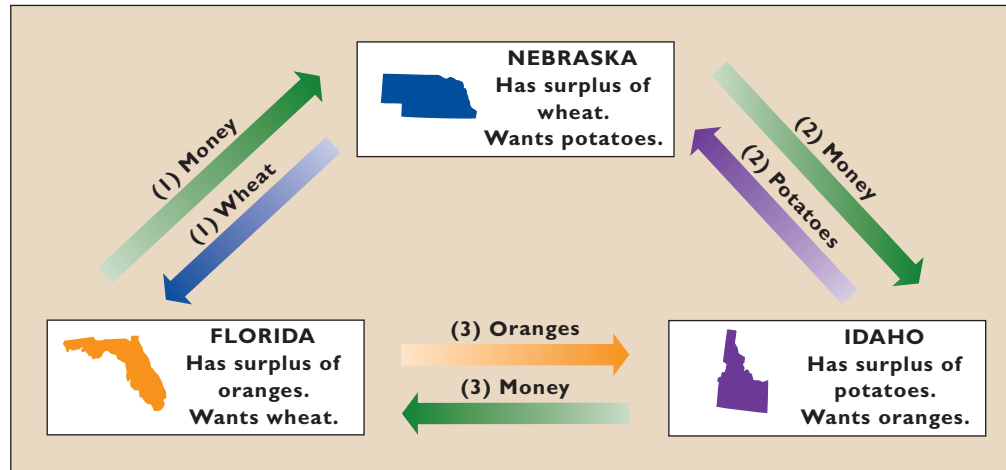 NEBRASKA
Has surplus of
wheat.
Wants potatoes.
(1) Money
(1) Wheat
(2) Money
(2) Potatoes
FLORIDA
Has surplus of
oranges.
Wants wheat.
(3) Oranges
(3) Money
IDAHO
Has surplus of
potatoes.
Wants oranges.